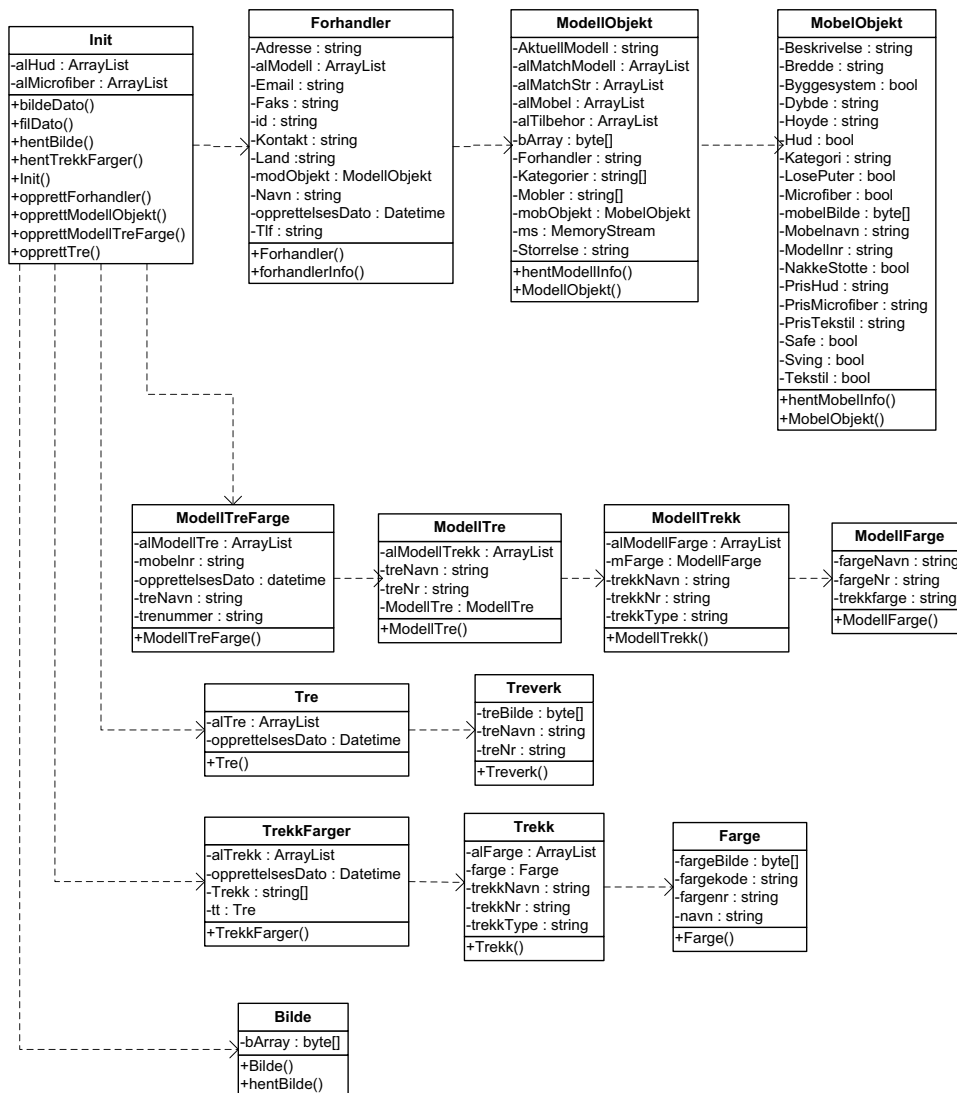 Init
-alHud : ArrayList
-alMicrofiber : ArrayList
+bildeDato()
+filDato()
+hentBilde()
+hentTrekkFarger()
+Init()
+opprettForhandler()
+opprettModellObjekt()
+opprettModellTreFarge()
+opprettTre()
Forhandler
-Adresse : string
-alModell : ArrayList
-Email : string
-Faks : string
-id : string
-Kontakt : string
-Land :string
-modObjekt : ModellObjekt
-Navn : string
-opprettelsesDato : Datetime
-Tlf : string
+Forhandler()
+forhandlerInfo()
ModellObjekt
-AktuellModell : string
-alMatchModell : ArrayList
-alMatchStr : ArrayList
-alMobel : ArrayList
-alTilbehor : ArrayList
-bArray : byte[]
-Forhandler : string
-Kategorier : string[]
-Mobler : string[]
-mobObjekt : MobelObjekt
-ms : MemoryStream
-Storrelse : string
+hentModellInfo()
+ModellObjekt()
MobelObjekt
-Beskrivelse : string
-Bredde : string
-Byggesystem : bool
-Dybde : string
-Hoyde : string
-Hud : bool
-Kategori : string
-LosePuter : bool
-Microfiber : bool
-mobelBilde : byte[]
-Mobelnavn : string
-Modellnr : string
-NakkeStotte : bool
-PrisHud : string
-PrisMicrofiber : string
-PrisTekstil : string
-Safe : bool
-Sving : bool
-Tekstil : bool
+hentMobelInfo()
+MobelObjekt()
ModellTreFarge
-alModellTre : ArrayList
-mobelnr : string
-opprettelsesDato : datetime
-treNavn : string
-trenummer : string
+ModellTreFarge()
ModellTre
-alModellTrekk : ArrayList
-treNavn : string
-treNr : string
-ModellTre : ModellTre
+ModellTre()
ModellTrekk
-alModellFarge : ArrayList
-mFarge : ModellFarge
-trekkNavn : string
-trekkNr : string
-trekkType : string
+ModellTrekk()
ModellFarge
-fargeNavn : string
-fargeNr : string
-trekkfarge : string
+ModellFarge()
Tre
-alTre : ArrayList
-opprettelsesDato : Datetime
+Tre()
Treverk
-treBilde : byte[]
-treNavn : string
-treNr : string
+Treverk()
TrekkFarger
-alTrekk : ArrayList
-opprettelsesDato : Datetime
-Trekk : string[]
-tt : Tre
+TrekkFarger()
Trekk
-alFarge : ArrayList
-farge : Farge
-trekkNavn : string
-trekkNr : string
-trekkType : string
+Trekk()
Farge
-fargeBilde : byte[]
-fargekode : string
-fargenr : string
-navn : string
+Farge()
Bilde
-bArray : byte[]
+Bilde()
+hentBilde()